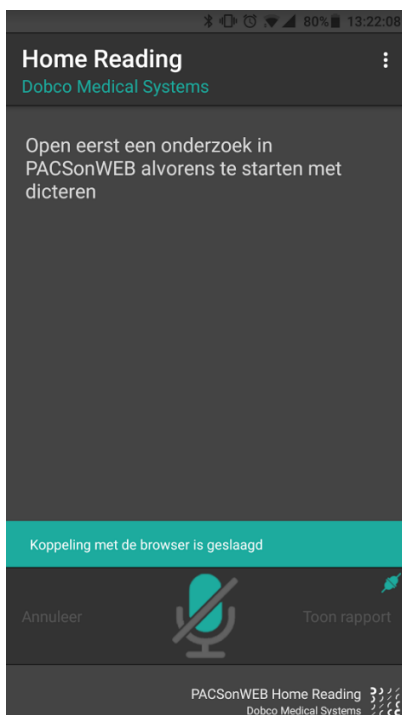 80% 13:22:08
Home Reading
Dobco Medical Systems
Open eerst een onderzoek in
PACSonWEB alvorens te starten met
dicteren
Koppeling met de browser is geslaagd
Annuleer
Toon rapport
PACSonWEB Home Reading
Dobco Medical Systems